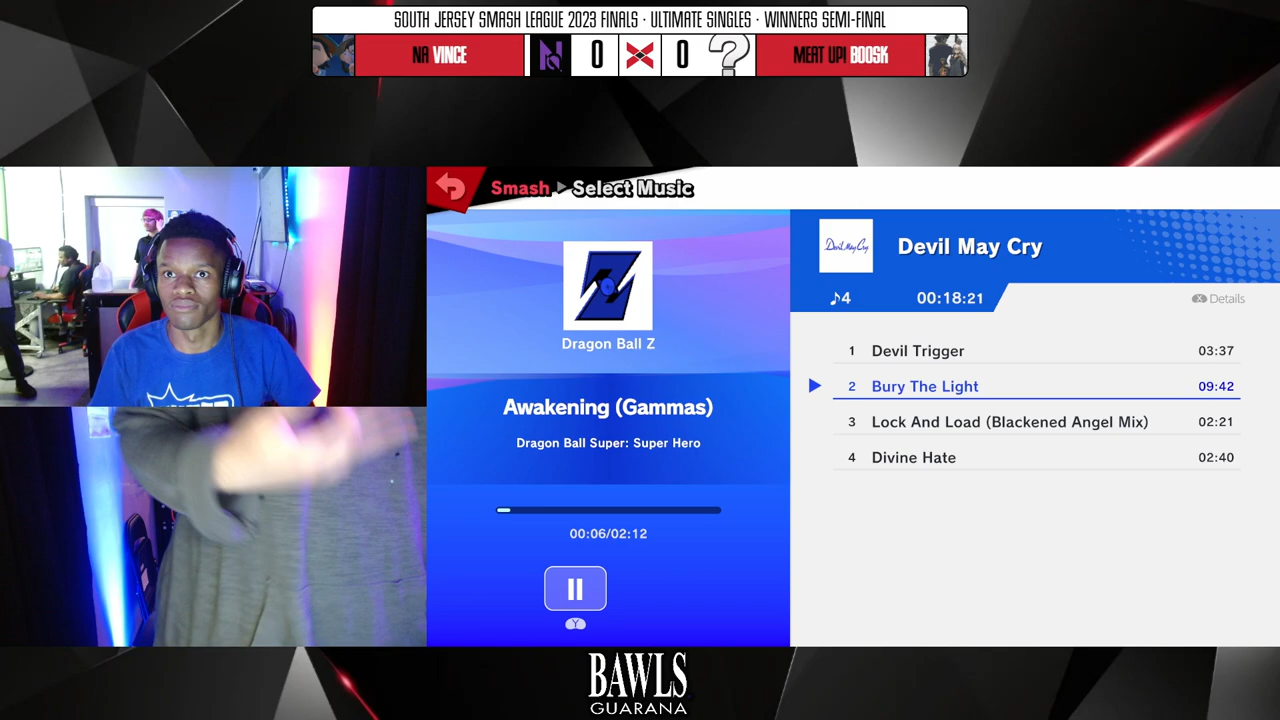 SOUTH JERSEY SMASH LEAGUE 2023 FINALS · ULTIMATE SINGLES · WINNERS SEMI-FINAL
NA VINCE
0
0
?
MEAT UP! BOOSK
Smash ▶ Select Music
Dragon Ball Z
Awakening (Gammas)
Dragon Ball Super: Super Hero
00:06/02:12
Y
Devil May Cry
Devil May Cry
♪4
00:18:21
X Details
1 Devil Trigger 03:37
2 Bury The Light 09:42
3 Lock And Load (Blackened Angel Mix) 02:21
4 Divine Hate 02:40
BAWLS
GUARANA